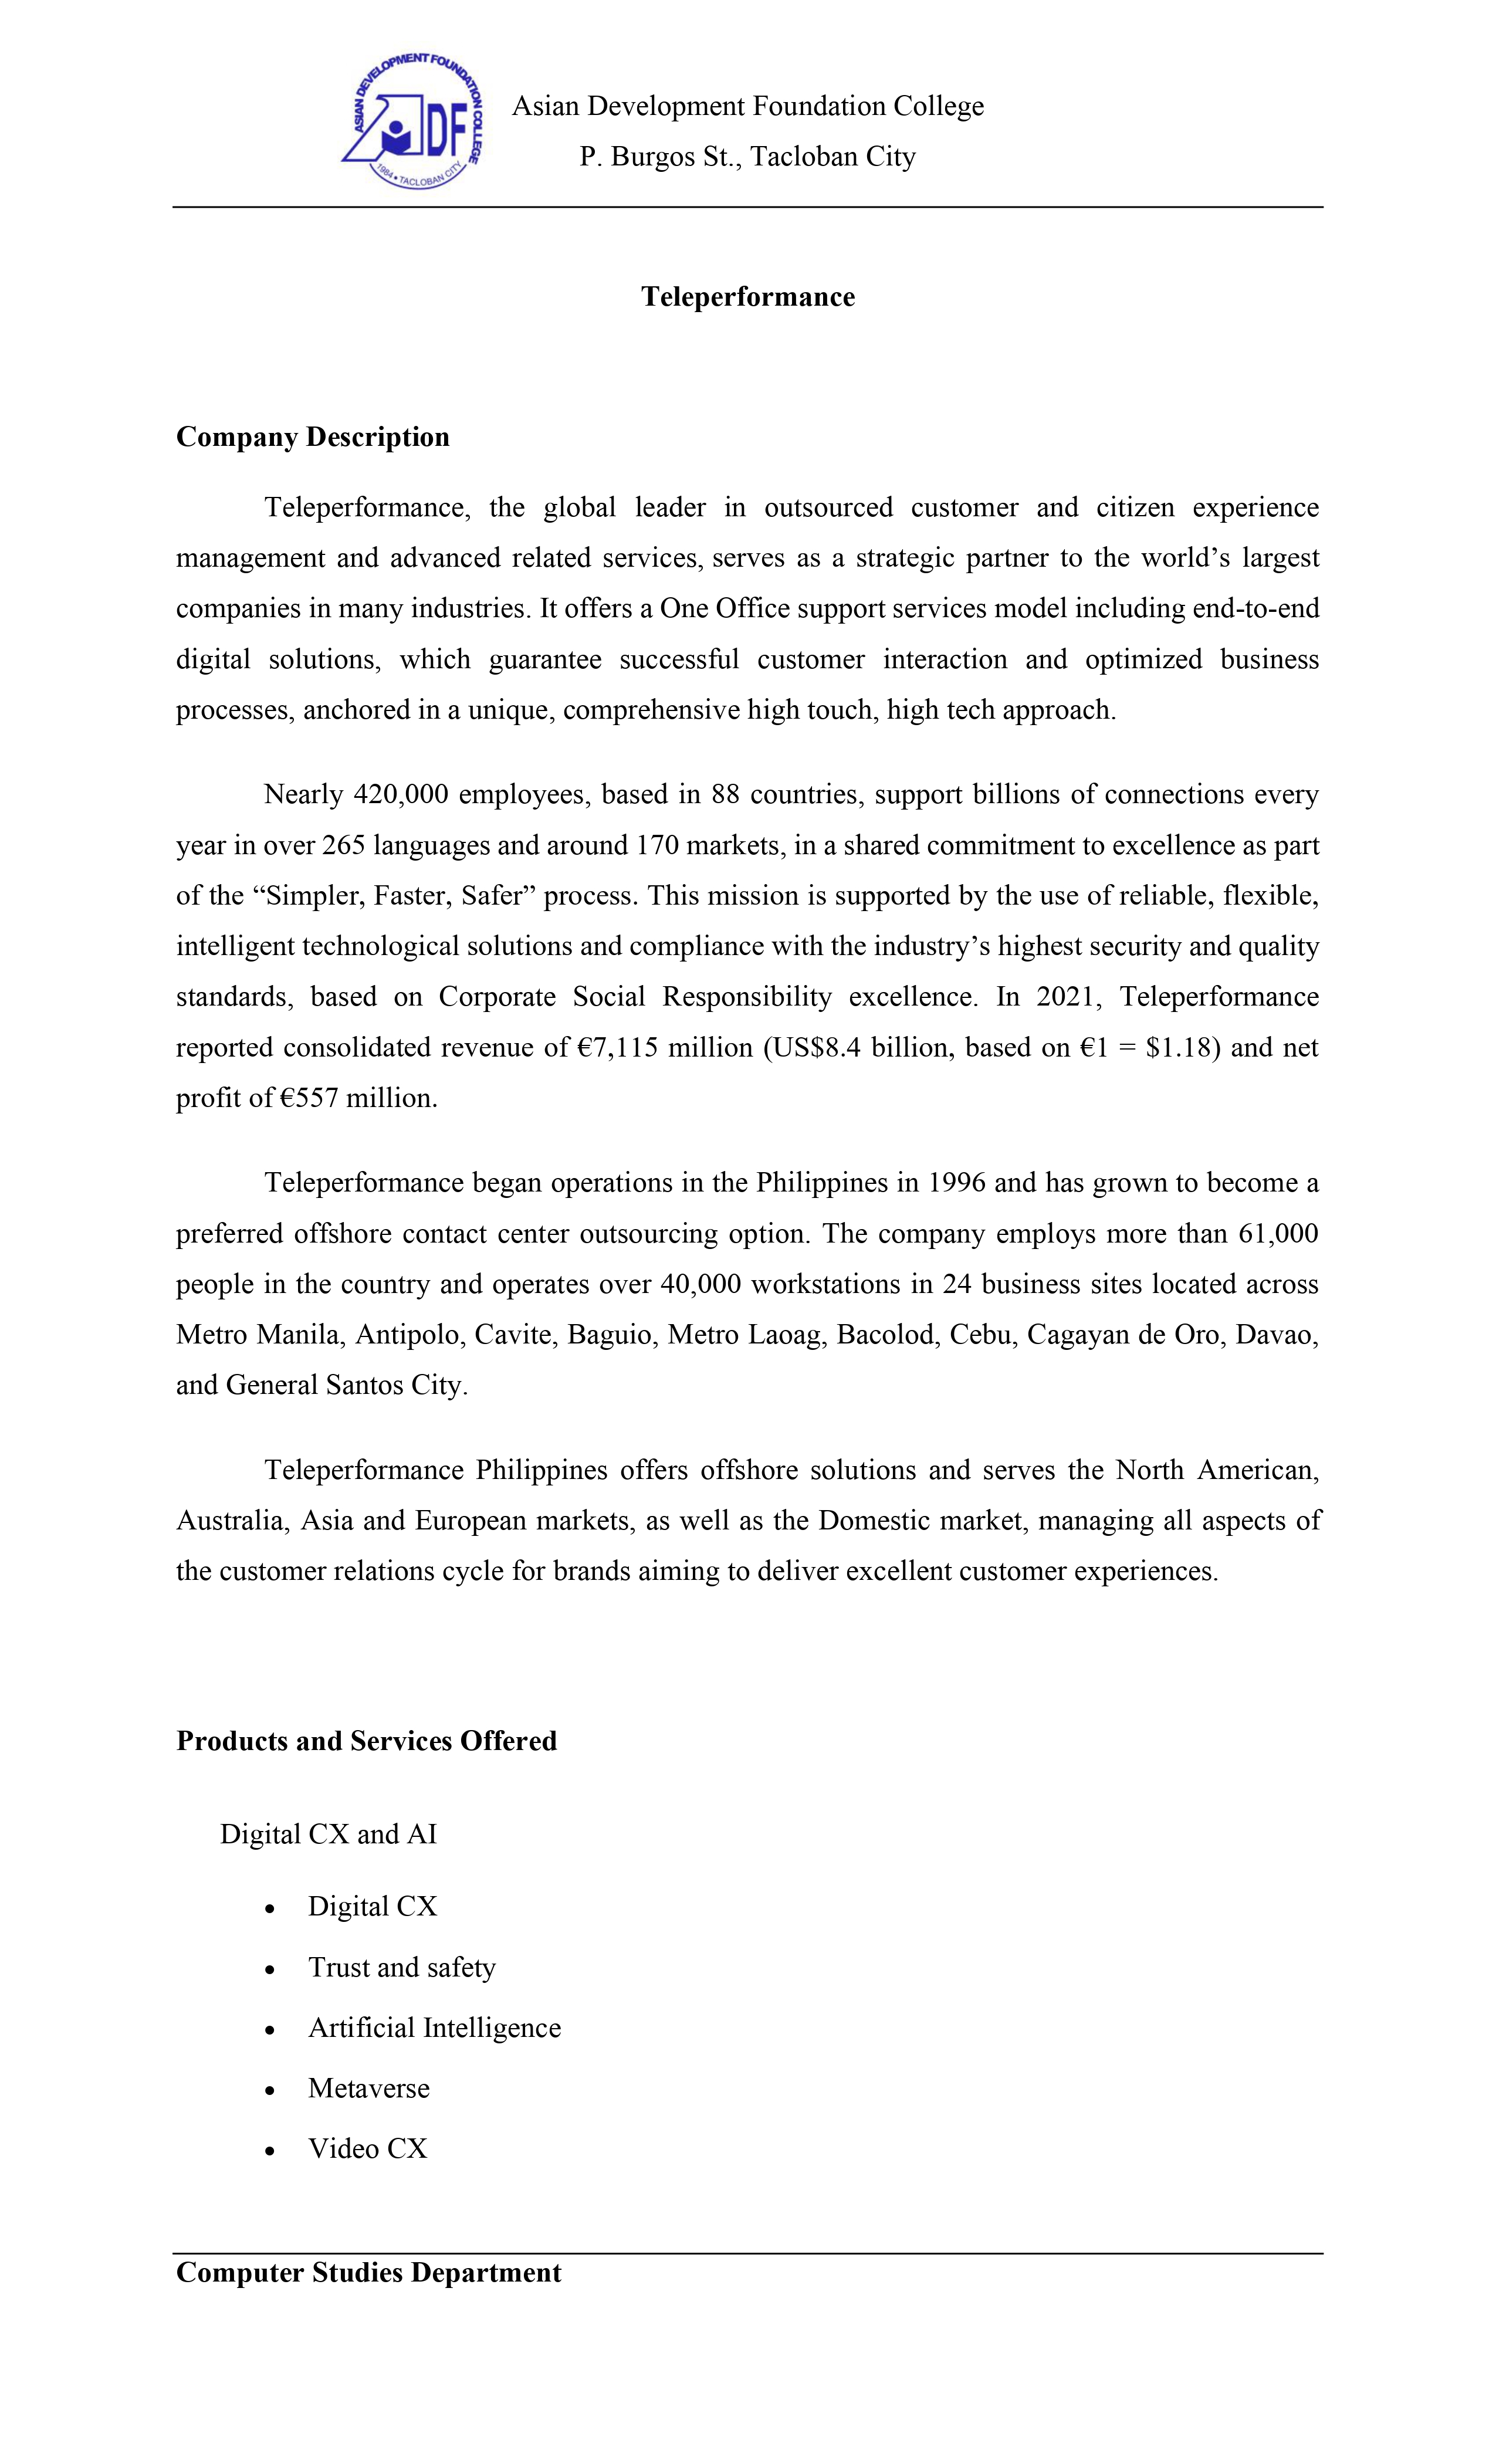 ASIAN DEVELOPMENT FOUNDATION COLLEGE
ADF
1984 • TACLOBAN CITY
Asian Development Foundation College
P. Burgos St., Tacloban City
Teleperformance
Company Description
Teleperformance, the global leader in outsourced customer and citizen experience
management and advanced related services, serves as a strategic partner to the world’s largest
companies in many industries. It offers a One Office support services model including end-to-end
digital solutions, which guarantee successful customer interaction and optimized business
processes, anchored in a unique, comprehensive high touch, high tech approach.
Nearly 420,000 employees, based in 88 countries, support billions of connections every
year in over 265 languages and around 170 markets, in a shared commitment to excellence as part
of the “Simpler, Faster, Safer” process. This mission is supported by the use of reliable, flexible,
intelligent technological solutions and compliance with the industry’s highest security and quality
standards, based on Corporate Social Responsibility excellence. In 2021, Teleperformance
reported consolidated revenue of €7,115 million (US$8.4 billion, based on €1 = $1.18) and net
profit of €557 million.
Teleperformance began operations in the Philippines in 1996 and has grown to become a
preferred offshore contact center outsourcing option. The company employs more than 61,000
people in the country and operates over 40,000 workstations in 24 business sites located across
Metro Manila, Antipolo, Cavite, Baguio, Metro Laoag, Bacolod, Cebu, Cagayan de Oro, Davao,
and General Santos City.
Teleperformance Philippines offers offshore solutions and serves the North American,
Australia, Asia and European markets, as well as the Domestic market, managing all aspects of
the customer relations cycle for brands aiming to deliver excellent customer experiences.
Products and Services Offered
Digital CX and AI
• Digital CX
• Trust and safety
• Artificial Intelligence
• Metaverse
• Video CX
Computer Studies Department